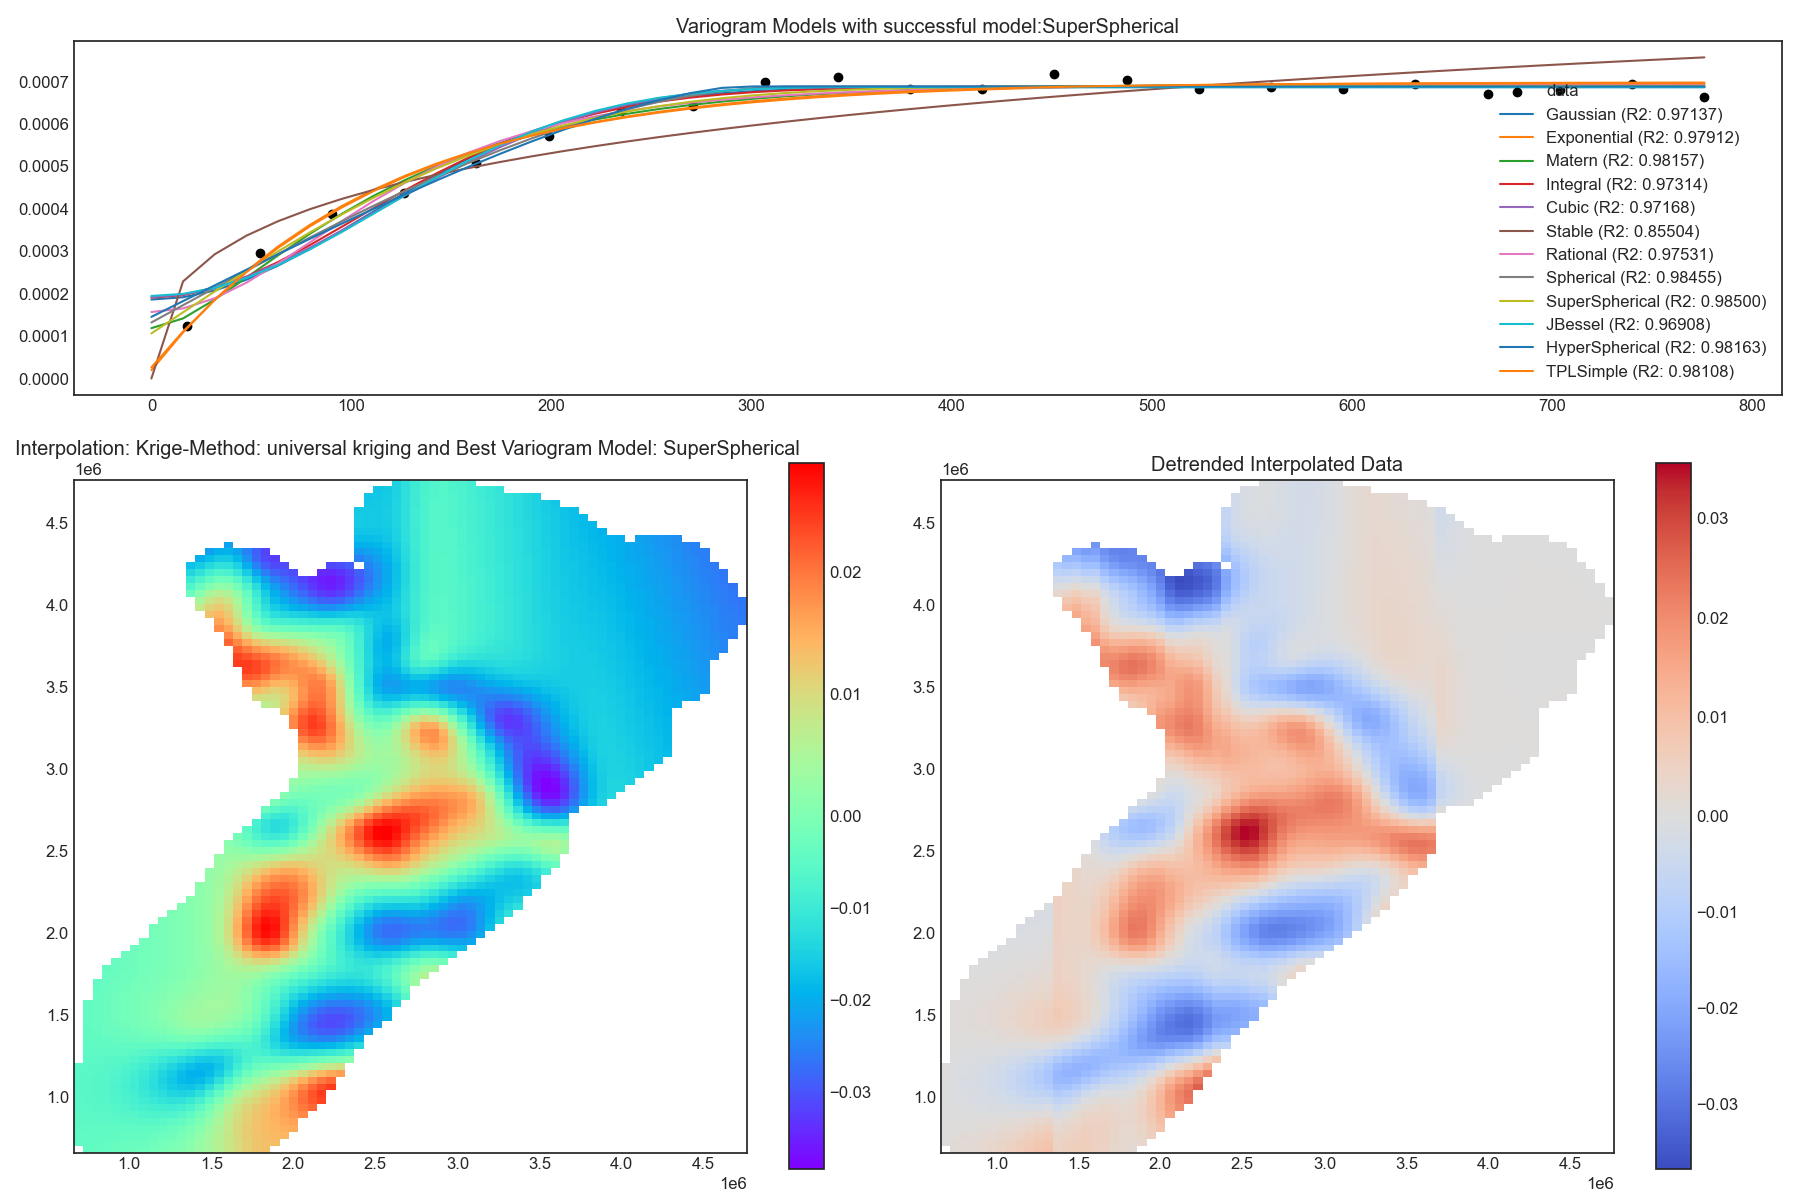 Variogram Models with successful model:SuperSpherical
0.0007
0.0006
0.0005
0.0004
0.0003
0.0002
0.0001
0.0000
data
Gaussian (R2: 0.97137)
Exponential (R2: 0.97912)
Matern (R2: 0.98157)
Integral (R2: 0.97314)
Cubic (R2: 0.97168)
Stable (R2: 0.85504)
Rational (R2: 0.97531)
Spherical (R2: 0.98455)
SuperSpherical (R2: 0.98500)
JBessel (R2: 0.96908)
HyperSpherical (R2: 0.98163)
TPLSimple (R2: 0.98108)
0 100 200 300 400 500 600 700 800
Interpolation: Krige-Method: universal kriging and Best Variogram Model: SuperSpherical
1e6
4.5
4.0
3.5
3.0
2.5
2.0
1.5
1.0
1.0 1.5 2.0 2.5 3.0 3.5 4.0 4.5
1e6
0.02
0.01
0.00
−0.01
−0.02
−0.03
Detrended Interpolated Data
1e6
4.5
4.0
3.5
3.0
2.5
2.0
1.5
1.0
1.0 1.5 2.0 2.5 3.0 3.5 4.0 4.5
1e6
0.03
0.02
0.01
0.00
−0.01
−0.02
−0.03